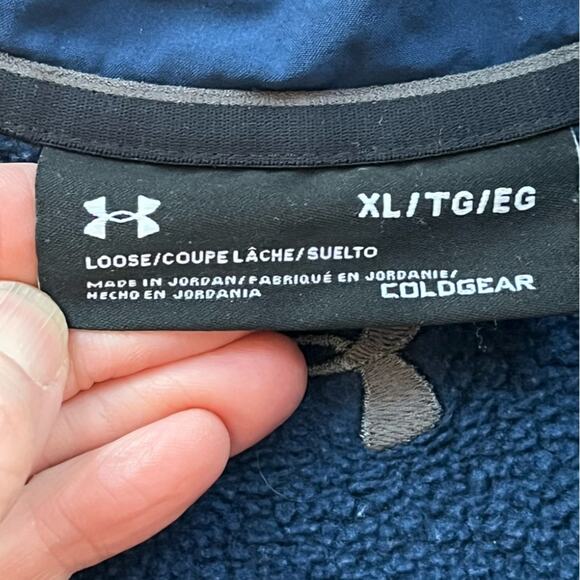 XL/TG/EG
LOOSE/COUPE LÂCHE/SUELTO
MADE IN JORDAN/FABRIQUÉ EN JORDANIE/
HECHO EN JORDANIA
COLDGEAR